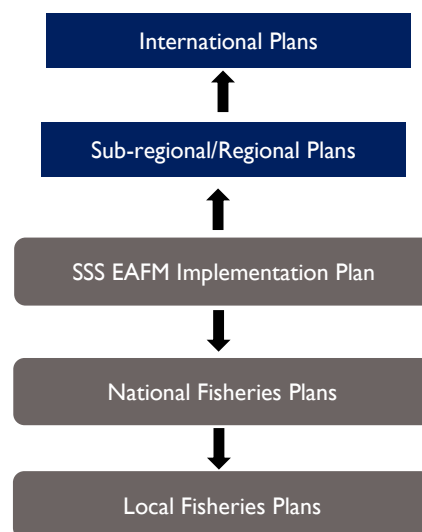 International Plans
Sub-regional/Regional Plans
SSS EAFM Implementation Plan
National Fisheries Plans
Local Fisheries Plans